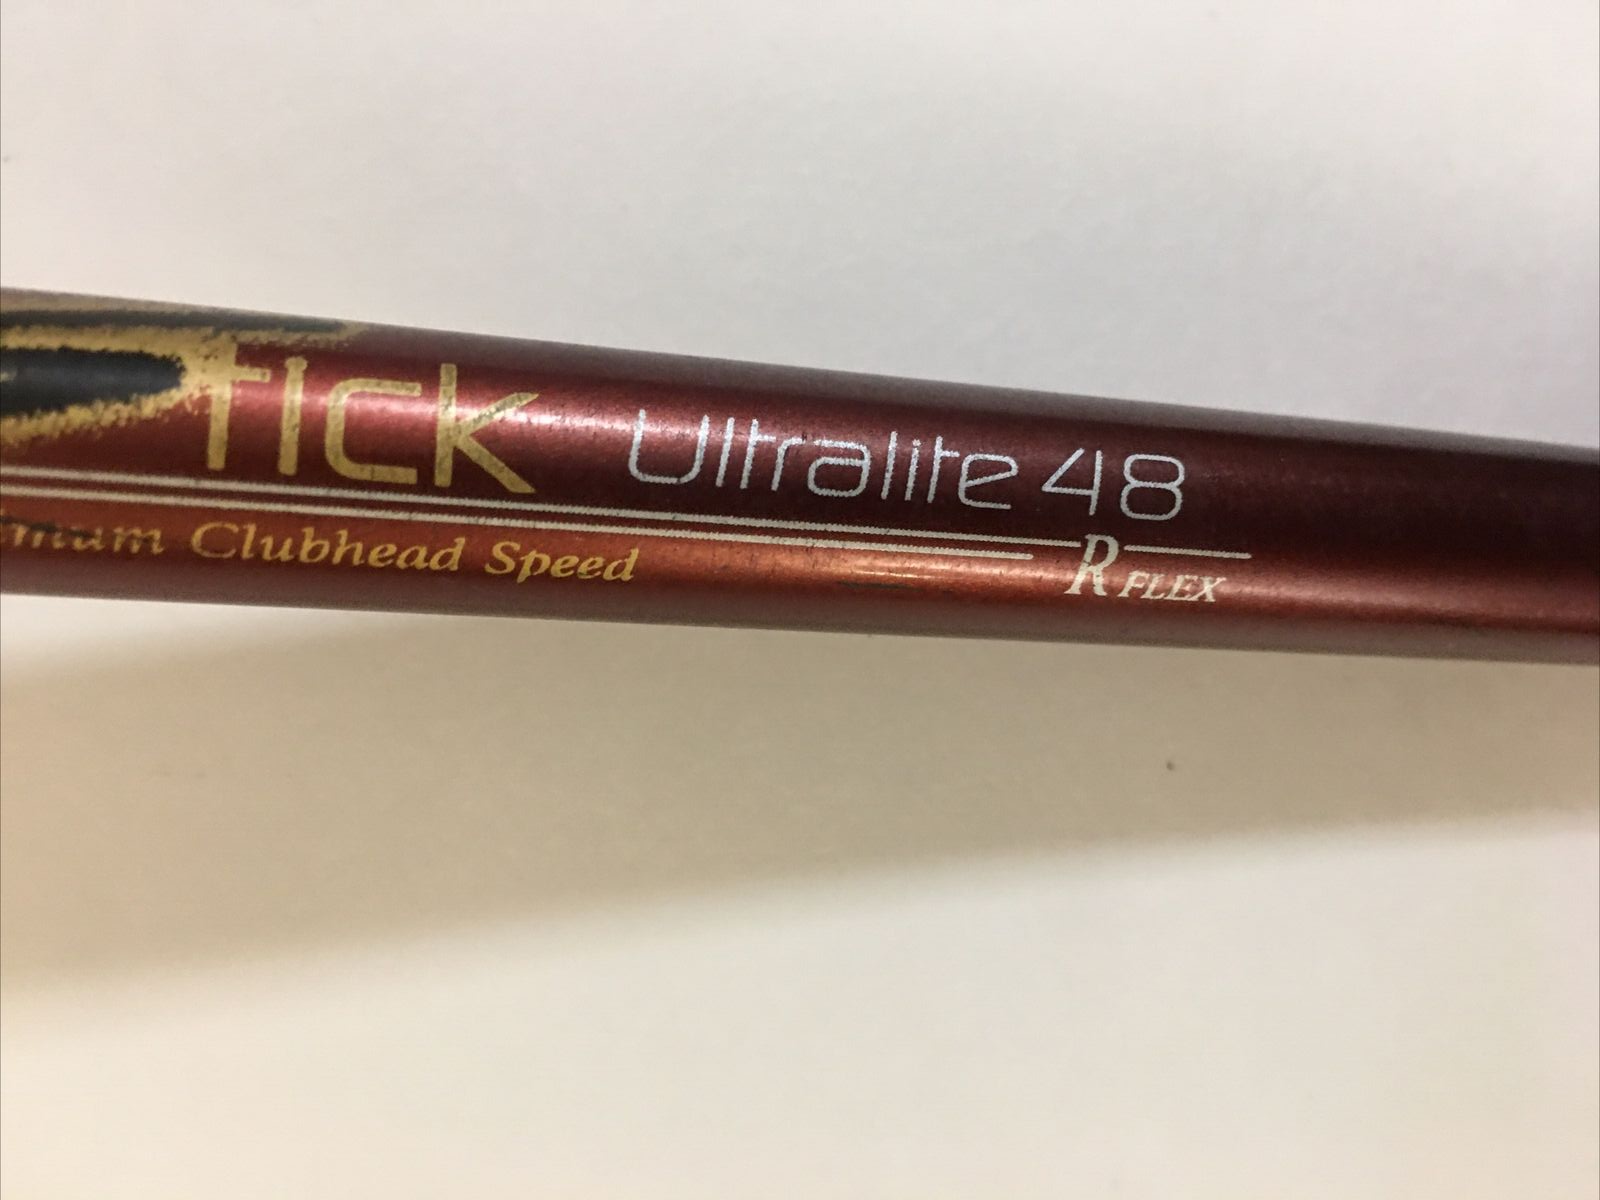 Tick Ultralite 48
Clubhead Speed
R FLEX